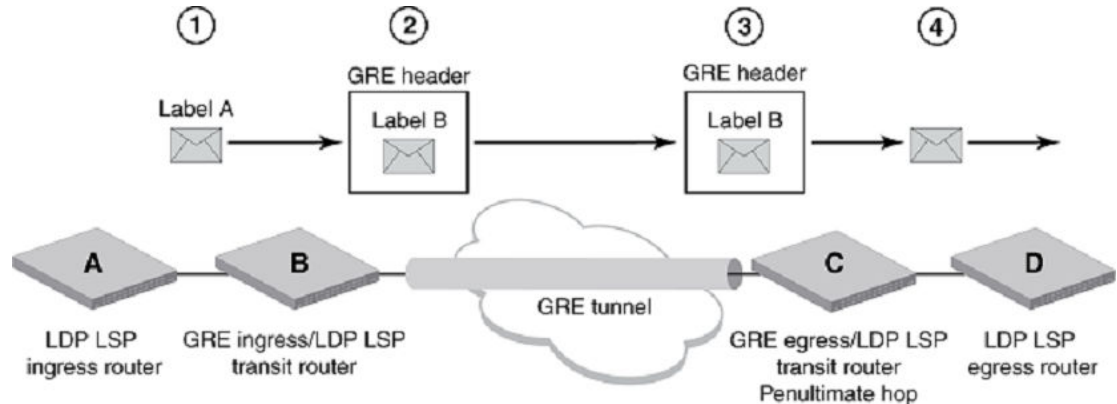 1
2
3
4
GRE header
GRE header
Label A
Label B
Label B
A
B
C
D
GRE tunnel
LDP LSP
ingress router
GRE ingress/LDP LSP
transit router
GRE egress/LDP LSP
transit router
Penultimate hop
LDP LSP
egress router